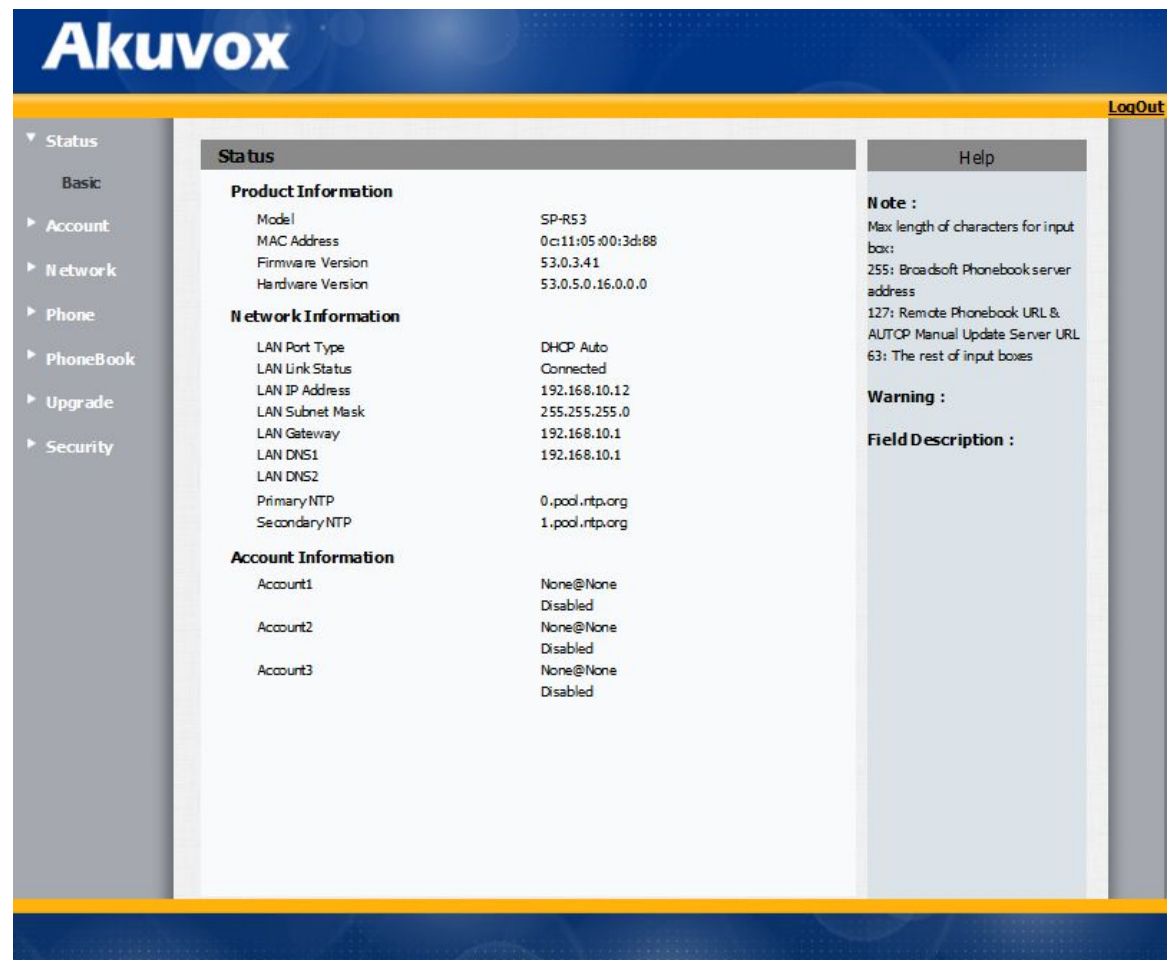 Akuvox
LogOut
Status
Basic
Account
Network
Phone
PhoneBook
Upgrade
Security
Status
Product Information
Model SP-R53
MAC Address 0c:11:05:00:3d:88
Firmware Version 53.0.3.41
Hardware Version 53.0.5.0.16.0.0.0
Network Information
LAN Port Type DHCP Auto
LAN Link Status Connected
LAN IP Address 192.168.10.12
LAN Subnet Mask 255.255.255.0
LAN Gateway 192.168.10.1
LAN DNS1 192.168.10.1
LAN DNS2
Primary NTP 0.pool.ntp.org
Secondary NTP 1.pool.ntp.org
Account Information
Account1 None@None
Disabled
Account2 None@None
Disabled
Account3 None@None
Disabled
Help
Note :
Max length of characters for input
box:
255: Broadsoft Phonebook server
address
127: Remote Phonebook URL &
AUTOP Manual Update Server URL
63: The rest of input boxes
Warning :
Field Description :